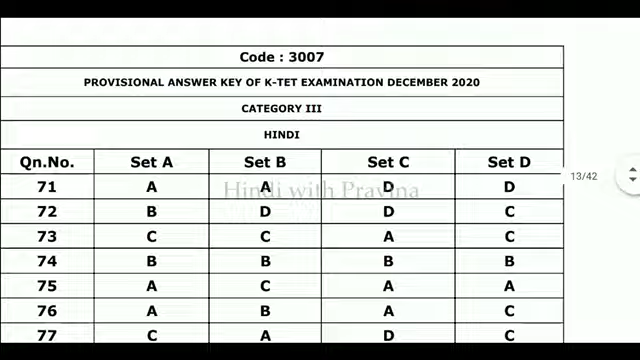 Code : 3007
PROVISIONAL ANSWER KEY OF K-TET EXAMINATION DECEMBER 2020
CATEGORY III
HINDI
Qn.No. Set A Set B Set C Set D
71 A A D D
Hindi with Pravina
13/42
72 B D D C
73 C C A C
74 B B B B
75 A C A A
76 A B A C
77 C A D C